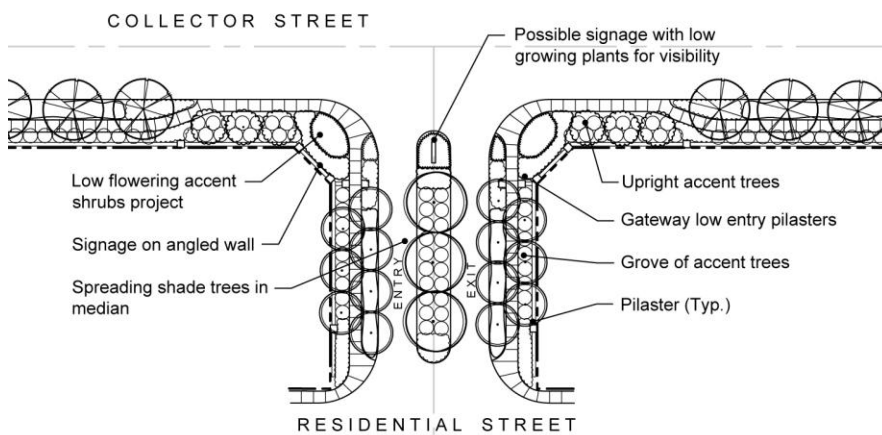 COLLECTOR STREET
Possible signage with low
growing plants for visibility
Low flowering accent
shrubs project
Signage on angled wall
Spreading shade trees in
median
ENTRY
EXIT
Upright accent trees
Gateway low entry pilasters
Grove of accent trees
Pilaster (Typ.)
RESIDENTIAL STREET